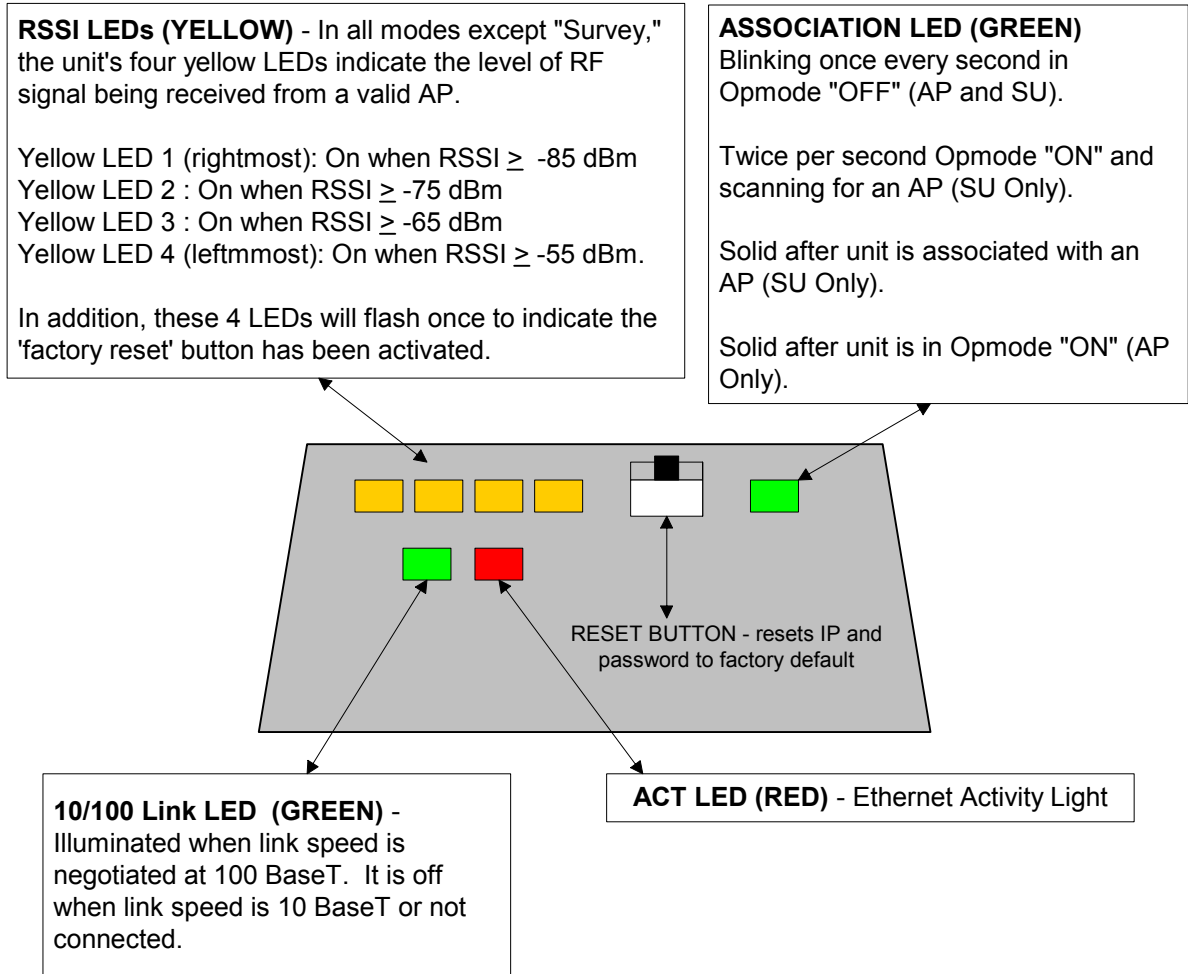 RSSI LEDs (YELLOW) - In all modes except "Survey,"
the unit's four yellow LEDs indicate the level of RF
signal being received from a valid AP.
Yellow LED 1 (rightmost): On when RSSI ≥ -85 dBm
Yellow LED 2 : On when RSSI ≥ -75 dBm
Yellow LED 3 : On when RSSI ≥ -65 dBm
Yellow LED 4 (leftmmost): On when RSSI ≥ -55 dBm.
In addition, these 4 LEDs will flash once to indicate the
'factory reset' button has been activated.
ASSOCIATION LED (GREEN)
Blinking once every second in
Opmode "OFF" (AP and SU).
Twice per second Opmode "ON" and
scanning for an AP (SU Only).
Solid after unit is associated with an
AP (SU Only).
Solid after unit is in Opmode "ON" (AP
Only).
RESET BUTTON - resets IP and
password to factory default
10/100 Link LED (GREEN) -
Illuminated when link speed is
negotiated at 100 BaseT. It is off
when link speed is 10 BaseT or not
connected.
ACT LED (RED) - Ethernet Activity Light